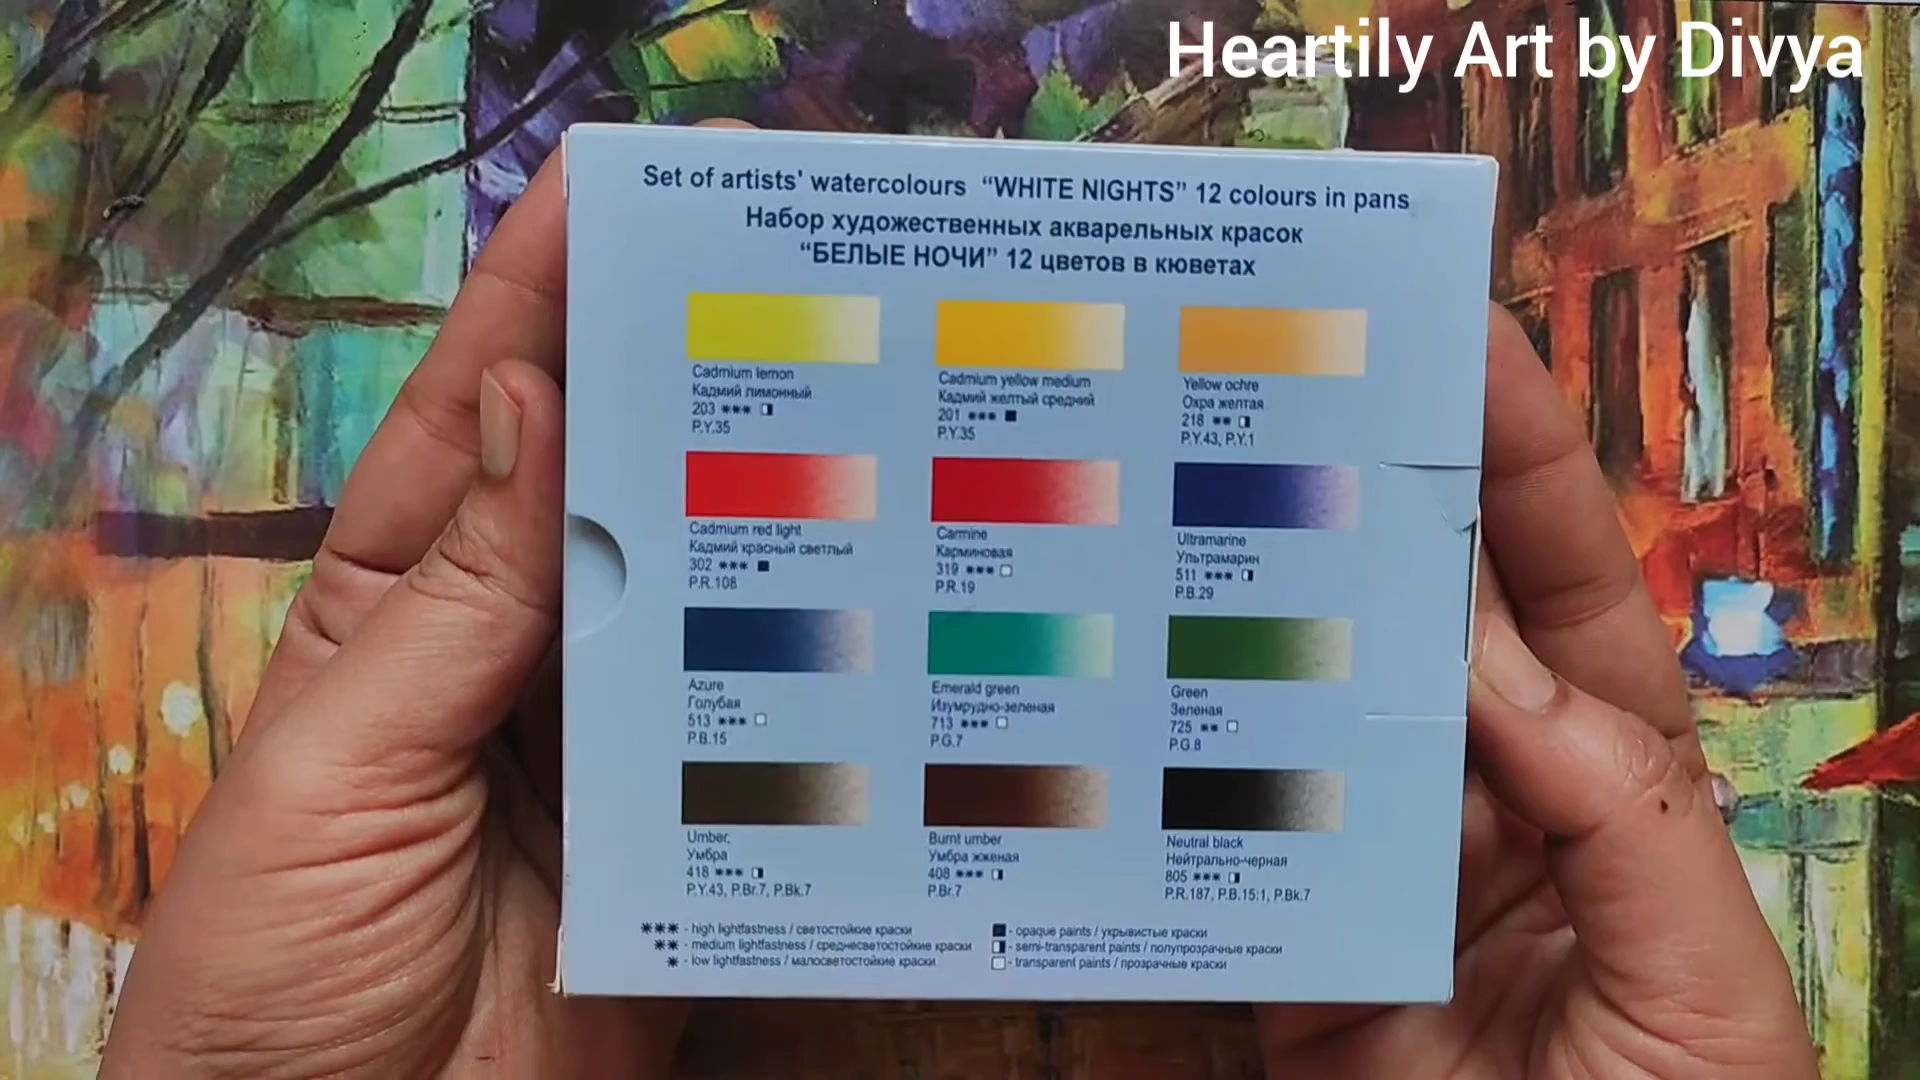 Heartily Art by Divya
Set of artists' watercolours “WHITE NIGHTS” 12 colours in pans
Набор художественных акварельных красок
“БЕЛЫЕ НОЧИ” 12 цветов в кюветах
Cadmium lemon
Кадмий лимонный
203 ***
P.Y.35
Cadmium yellow medium
Кадмий желтый средний
201 ***
P.Y.35
Yellow ochre
Охра желтая
218 **
P.Y.43, P.Y.1
Cadmium red light
Кадмий красный светлый
302 ***
P.R.108
Carmine
Карминовая
319 ***
P.R.19
Ultramarine
Ультрамарин
511 ***
P.B.29
Azure
Голубая
513 ***
P.B.15
Emerald green
Изумрудно-зеленая
713 ***
P.G.7
Green
Зеленая
725 **
P.G.8
Umber,
Умбра
418 ***
P.Y.43, P.Br.7, P.Bk.7
Burnt umber
Умбра жженая
408 ***
P.Br.7
Neutral black
Нейтрально-черная
805 ***
P.R.187, P.B.15:1, P.Bk.7
*** - high lightfastness / светостойкие краски
** - medium lightfastness / среднесветостойкие краски
* - low lightfastness / малосветостойкие краски
- opaque paints / укрывистые краски
- semi-transparent paints / полупрозрачные краски
- transparent paints / прозрачные краски